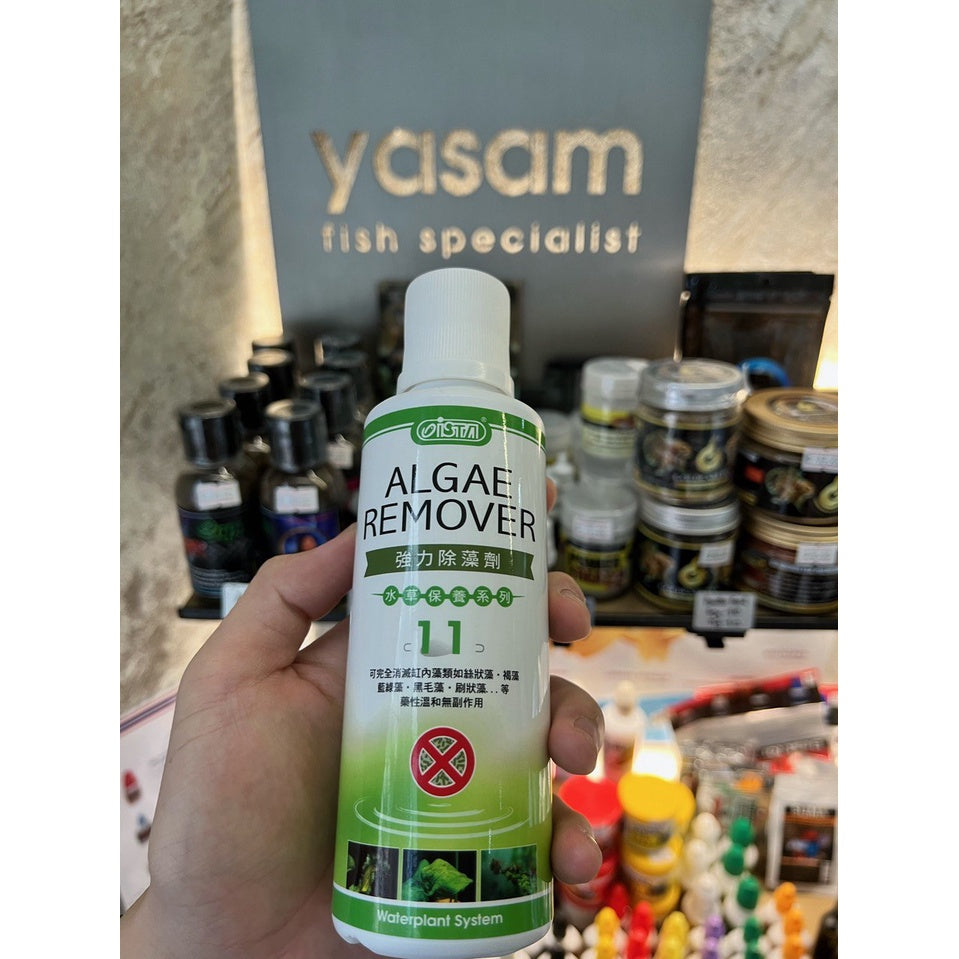 yasam
fish specialist
ISTA
ALGAE
REMOVER
強力除藻劑
水草保養系列
11
可完全消滅缸內藻類如絲狀藻・褐藻
藍綠藻・黑毛藻・刷狀藻...等
藥性溫和無副作用
Waterplant System